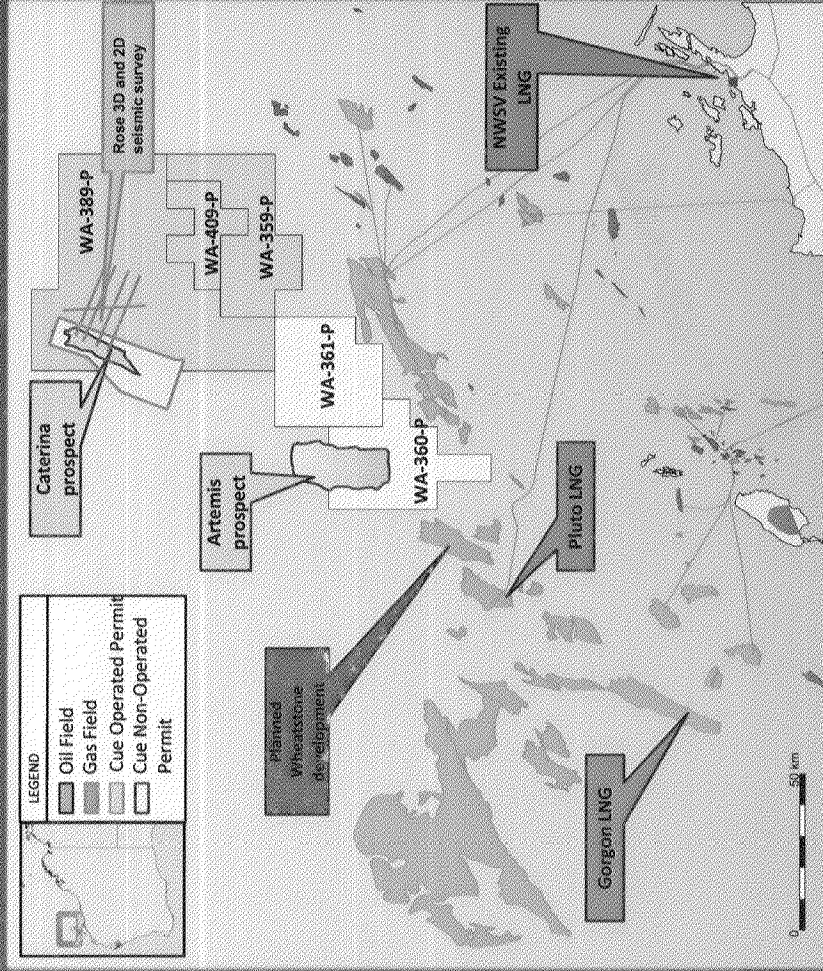 LEGEND
Oil Field
Gas Field
Cue Operated Permit
Cue Non-Operated
Permit
Caterina
prospect
Rose 3D and 2D
seismic survey
WA-389-P
WA-409-P
WA-359-P
WA-361-P
WA-360-P
Artemis
prospect
Planned
Wheatstone
development
NWSV Existing
LNG
Pluto LNG
Gorgon LNG
0
50 km